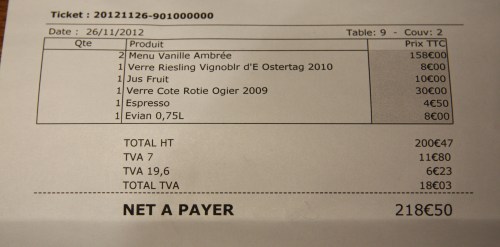 Ticket : 20121126-901000000
Date : 26/11/2012 Table: 9 - Couv: 2
Qte Produit Prix TTC
2 Menu Vanille Ambrée 158€00
1 Verre Riesling Vignoblr d'E Ostertag 2010 8€00
1 Jus Fruit 10€00
1 Verre Cote Rotie Ogier 2009 30€00
1 Espresso 4€50
1 Evian 0,75L 8€00
TOTAL HT 200€47
TVA 7 11€80
TVA 19,6 6€23
TOTAL TVA 18€03
NET A PAYER 218€50